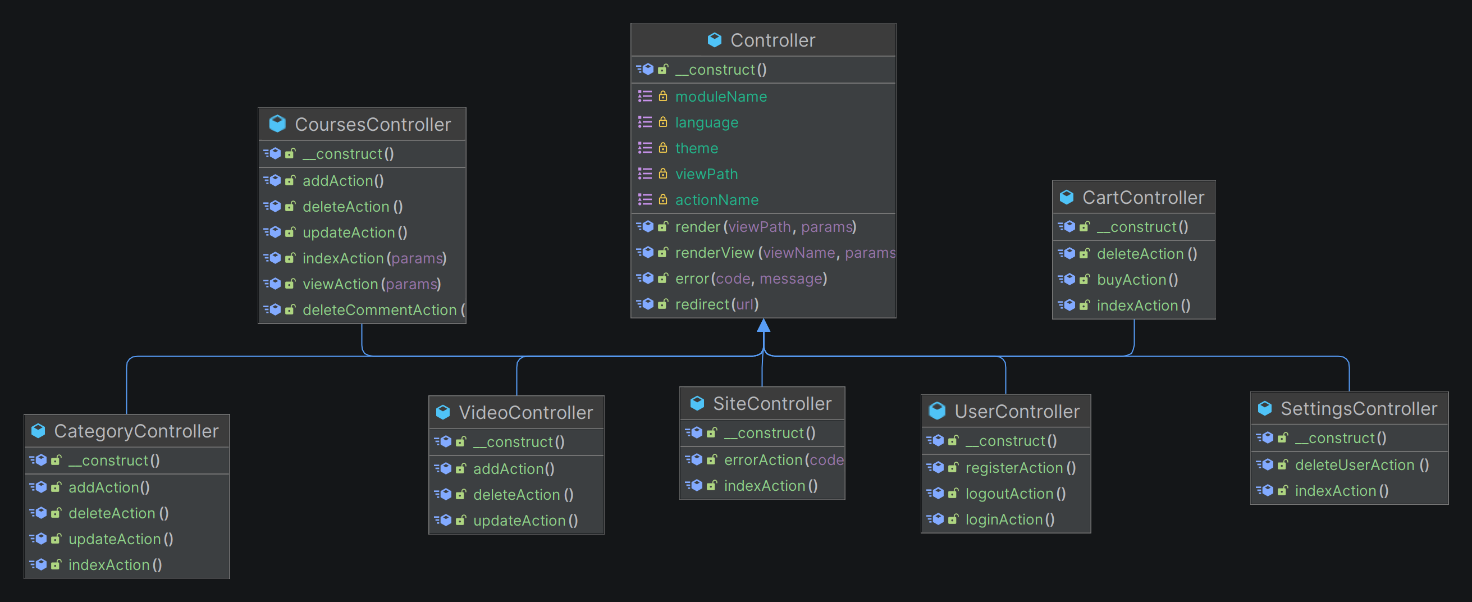 Controller
__construct()
moduleName
language
theme
viewPath
actionName
render(viewPath, params)
renderView(viewName, params
error(code, message)
redirect(url)
CoursesController
__construct()
addAction()
deleteAction()
updateAction()
indexAction(params)
viewAction(params)
deleteCommentAction(
CartController
__construct()
deleteAction()
buyAction()
indexAction()
CategoryController
__construct()
addAction()
deleteAction()
updateAction()
indexAction()
VideoController
__construct()
addAction()
deleteAction()
updateAction()
SiteController
__construct()
errorAction(code
indexAction()
UserController
__construct()
registerAction()
logoutAction()
loginAction()
SettingsController
__construct()
deleteUserAction()
indexAction()